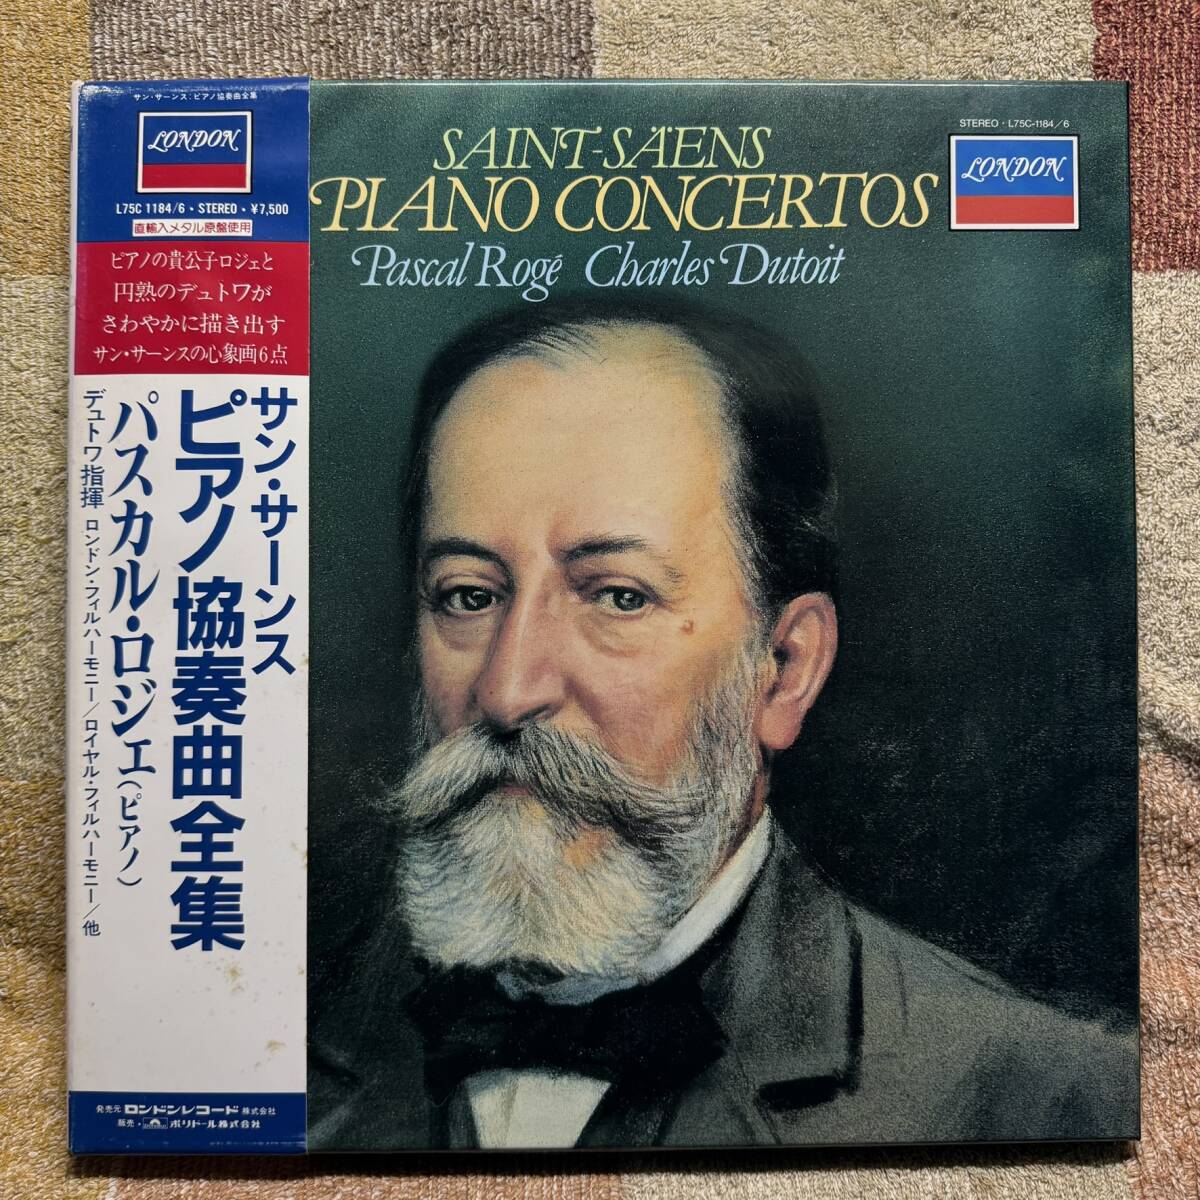 サン・サーンス:ピアノ協奏曲全集
LONDON
L75C 1184/6・STEREO・¥7,500
直輸入メタル原盤使用
ピアノの貴公子ロジェと
円熟のデュトワが
さわやかに描き出す
サン・サーンスの心象画6点
サン・サーンス
ピアノ協奏曲全集
パスカル・ロジェ(ピアノ)
デュトワ指揮 ロンドン・フィルハーモニー/ロイヤル・フィルハーモニー/他
発売元 ロンドンレコード 株式会社
販売・ polydor ポリドール株式会社
STEREO・L75C-1184/6
LONDON
SAINT-SÄENS
PIANO CONCERTOS
Pascal Rogé Charles Dutoit